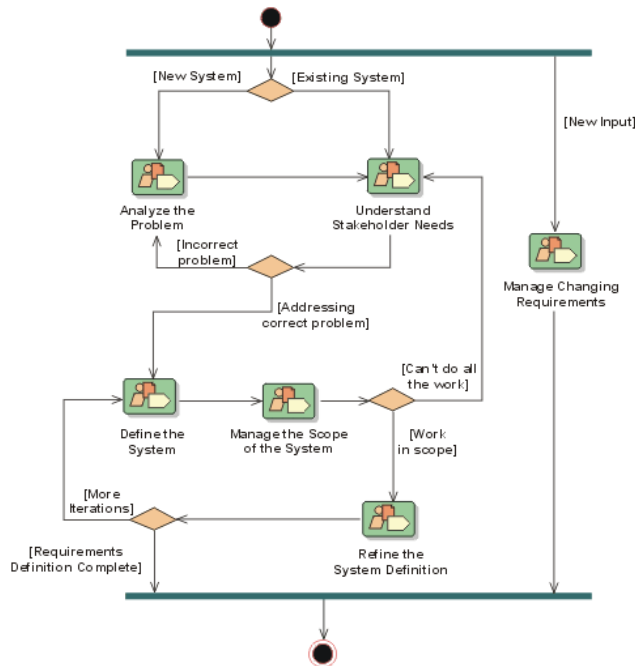 [New System]
[Existing System]
[New Input]
Analyze the
Problem
Understand
Stakeholder Needs
[Incorrect
problem]
Manage Changing
Requirements
[Addressing
correct problem]
[Can't do all
the work]
Define the
System
Manage the Scope
of the System
[Work
in scope]
[More
Iterations]
[Requirements
Definition Complete]
Refine the
System Definition